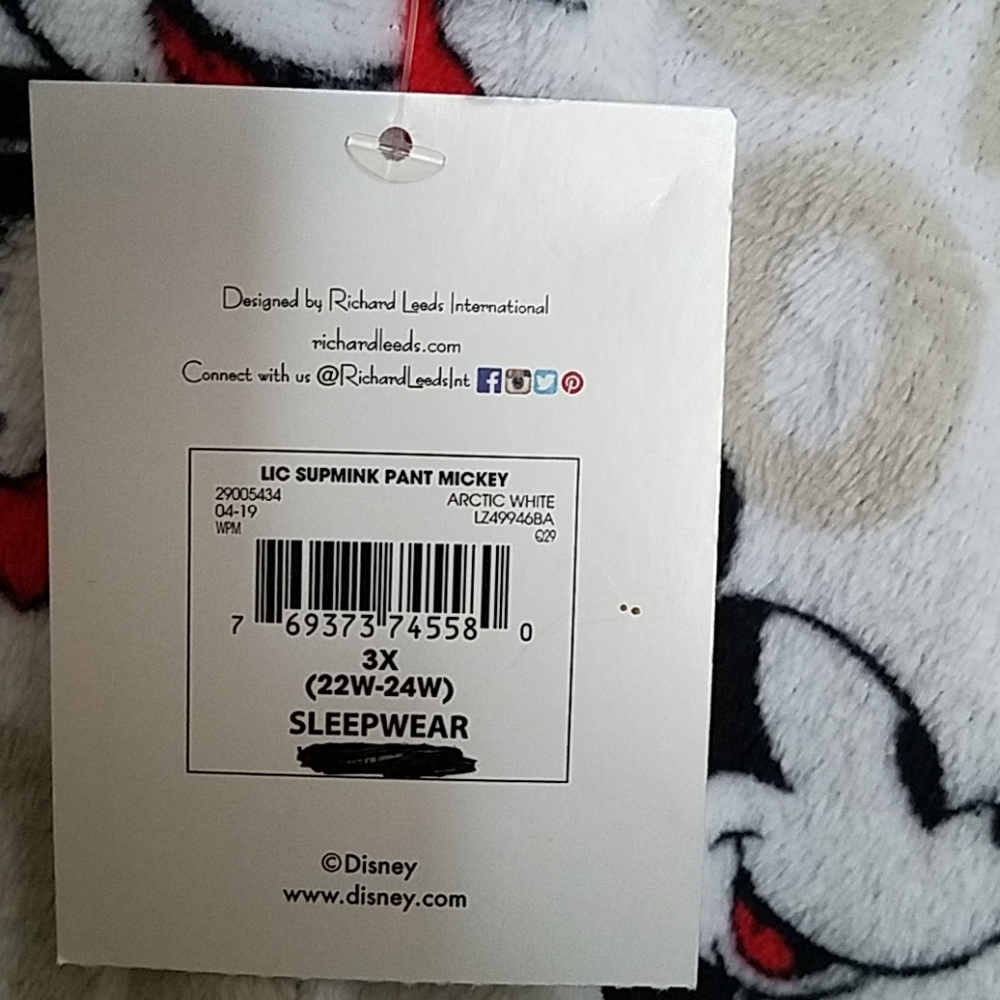 Designed by Richard Leeds International
richardleeds.com
Connect with us @RichardLeedsInt
LIC SUPMINK PANT MICKEY
29005434 ARCTIC WHITE
04-19 LZ49946BA
WPM G29
7 69373 74558 0
3X
(22W-24W)
SLEEPWEAR
©Disney
www.disney.com